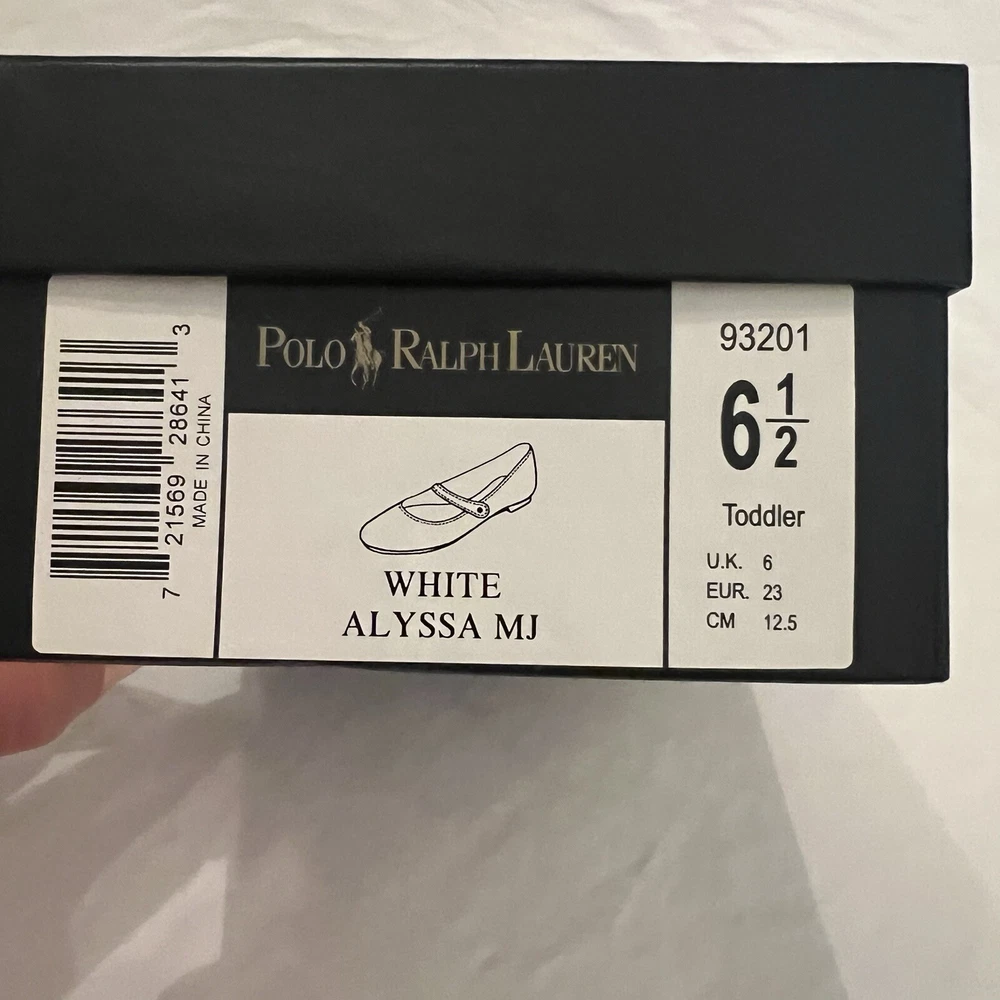 7 21569 28641 3
MADE IN CHINA
POLO RALPH LAUREN
WHITE
ALYSSA MJ
93201
6 1/2
Toddler
U.K. 6
EUR. 23
CM 12.5